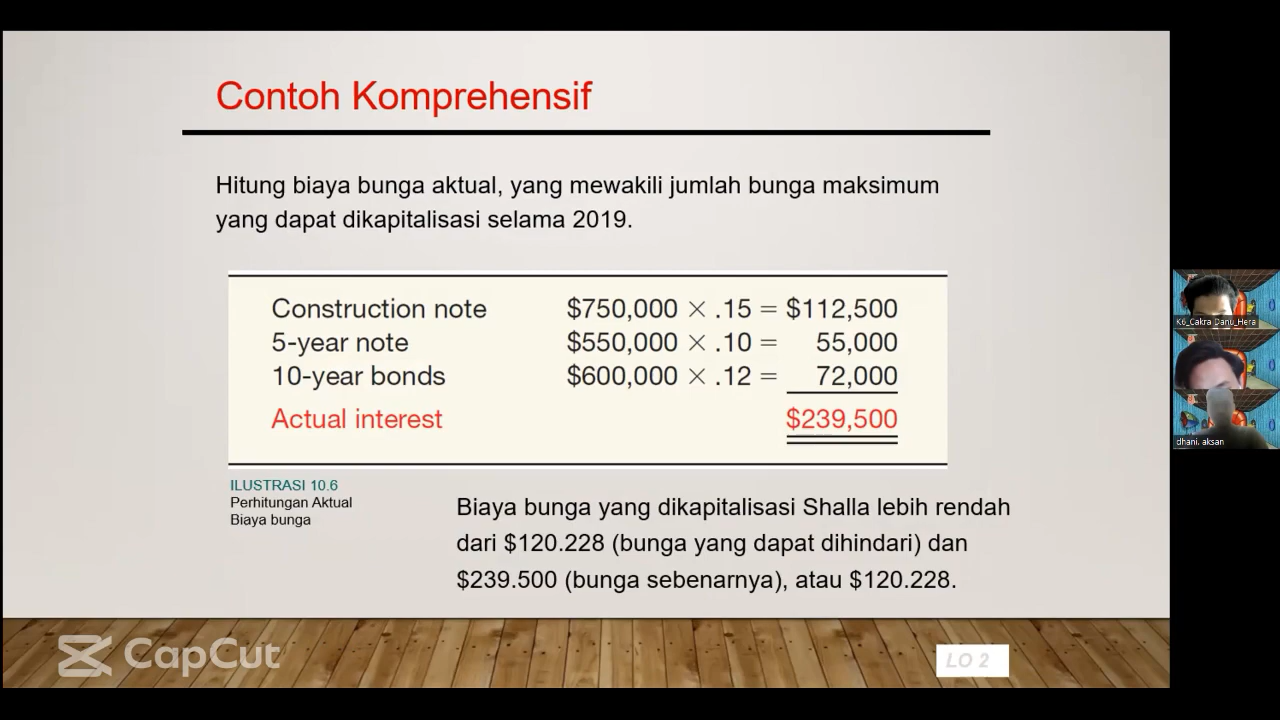 Contoh Komprehensif
Hitung biaya bunga aktual, yang mewakili jumlah bunga maksimum
yang dapat dikapitalisasi selama 2019.
Construction note $750,000 × .15 = $112,500
5-year note $550,000 × .10 = 55,000
10-year bonds $600,000 × .12 = 72,000
Actual interest $239,500
ILUSTRASI 10.6
Perhitungan Aktual
Biaya bunga
Biaya bunga yang dikapitalisasi Shalla lebih rendah
dari $120.228 (bunga yang dapat dihindari) dan
$239.500 (bunga sebenarnya), atau $120.228.
CapCut
LO 2
K6_Cakra Danu_Hera
dhani. aksan